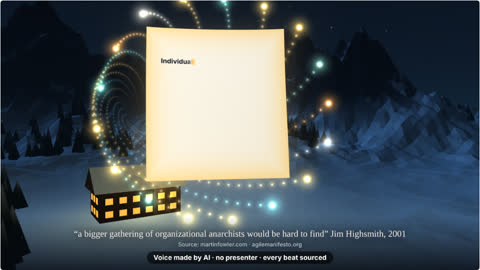 Individua
“a bigger gathering of organizational anarchists would be hard to find” Jim Highsmith, 2001
Source: martinfowler.com · agilemanifesto.org
Voice made by AI · no presenter · every beat sourced